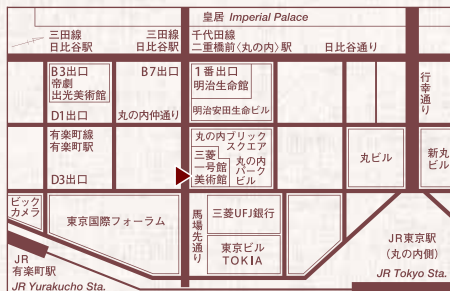 皇居 Imperial Palace
三田線
日比谷駅
三田線
日比谷駅
千代田線
二重橋前〈丸の内〉駅
日比谷通り
B3出口
帝劇
出光美術館
B7出口
1番出口
明治生命館
行幸通り
D1出口
丸の内仲通り
明治安田生命ビル
有楽町線
有楽町駅
D3出口
丸の内ブリック
スクエア
三菱
一号館
美術館
丸の内
パーク
ビル
丸ビル
新丸
ビル
ビック
カメラ
東京国際フォーラム
馬場先通り
三菱UFJ銀行
東京ビル
TOKIA
JR
有楽町駅
JR Yurakucho Sta.
JR東京駅
(丸の内側)
JR Tokyo Sta.